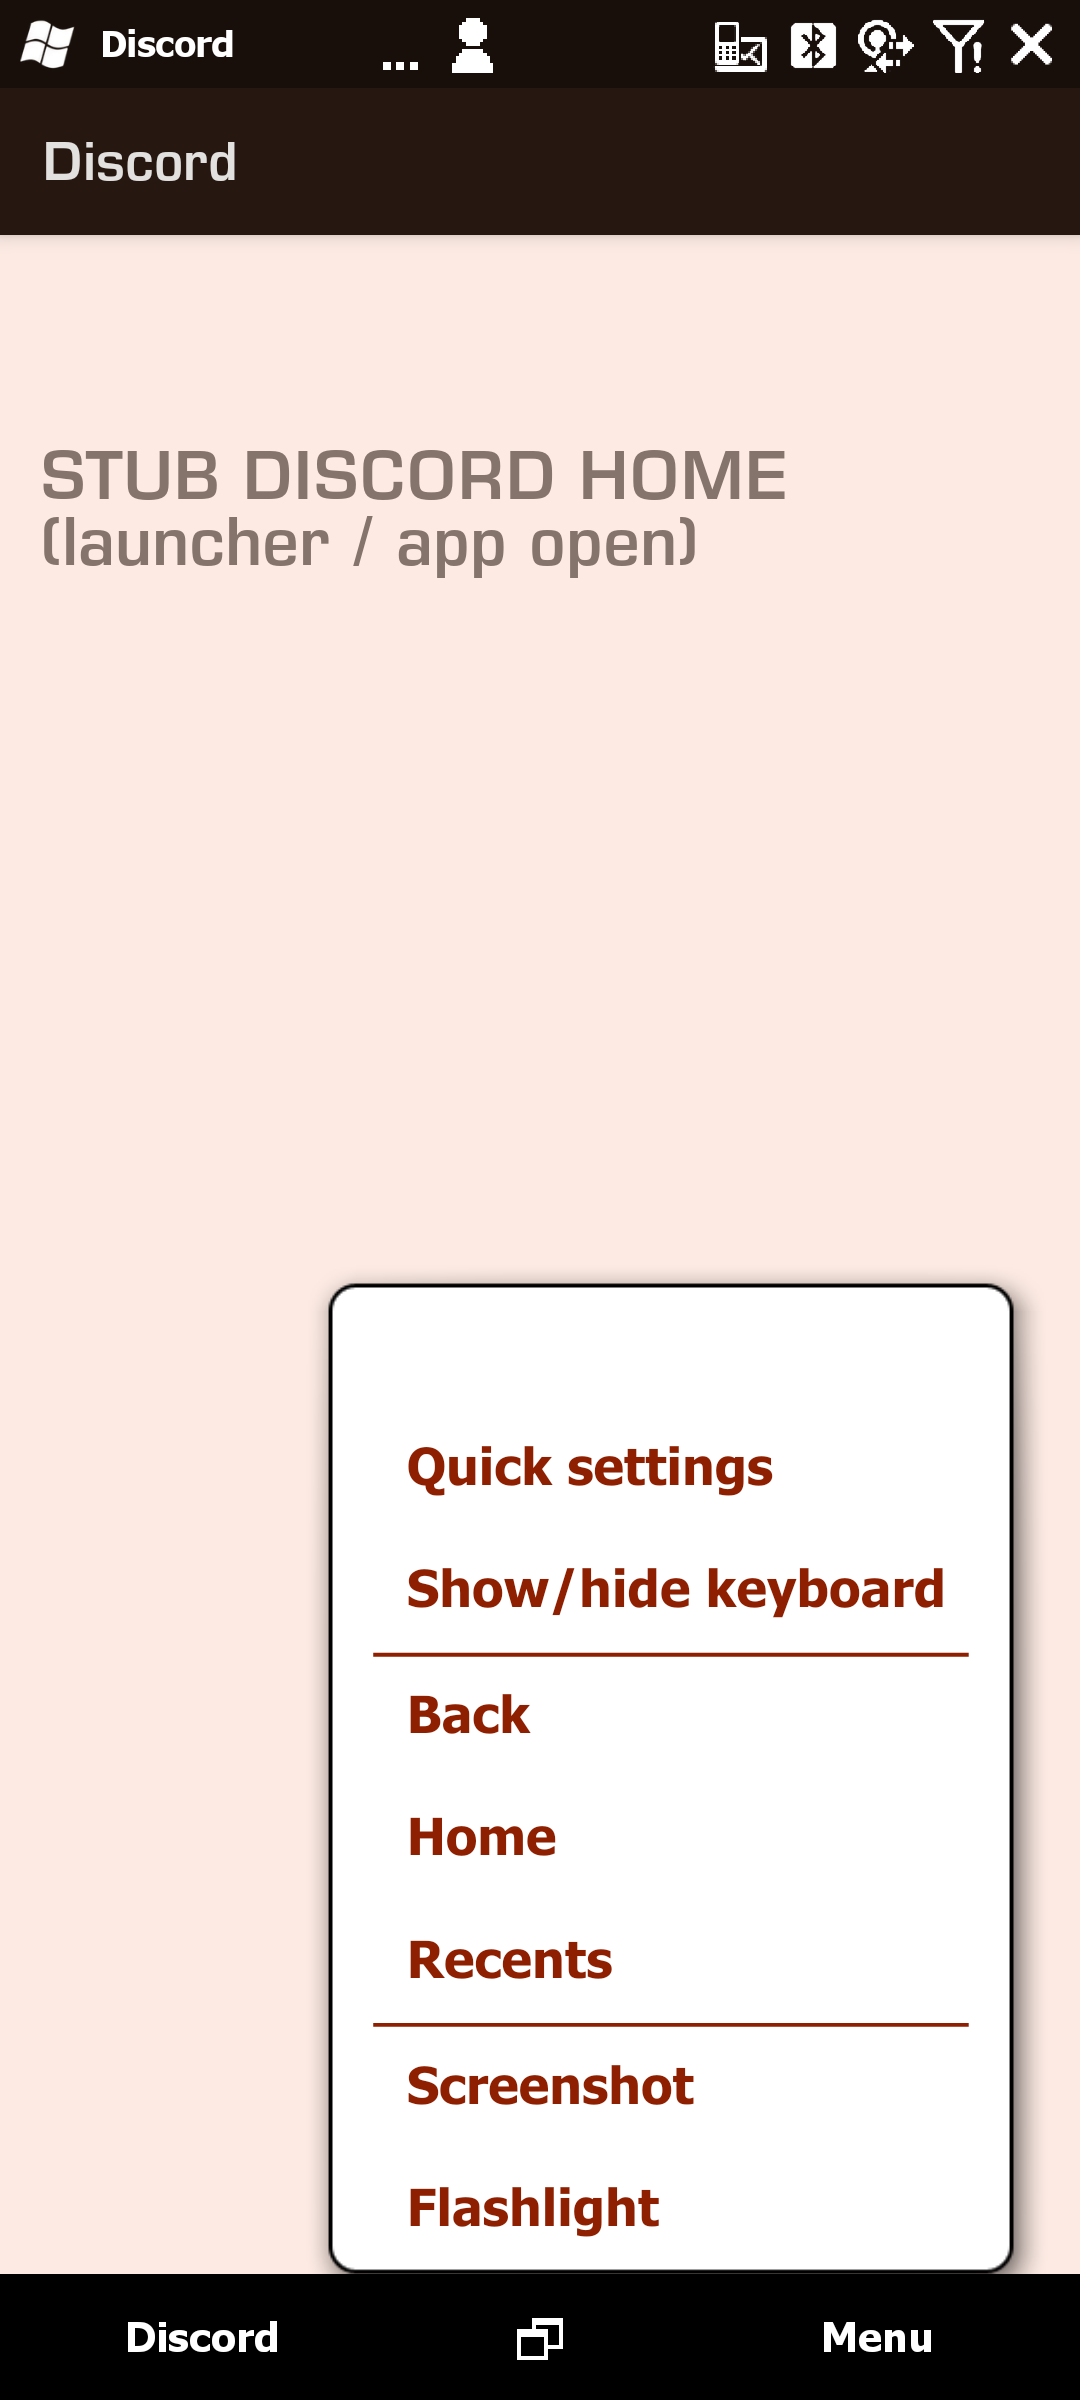 Discord
...
Discord
STUB DISCORD HOME
(launcher / app open)
Quick settings
Show/hide keyboard
Back
Home
Recents
Screenshot
Flashlight
Discord
Menu